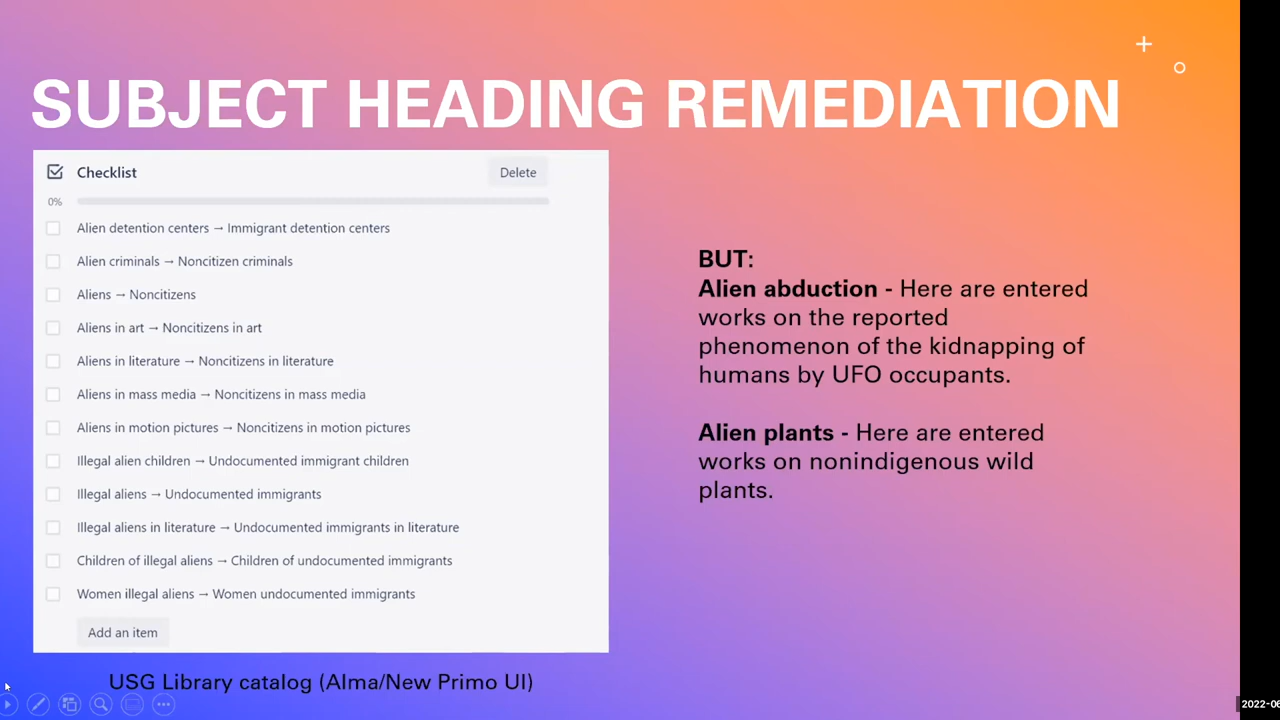 SUBJECT HEADING REMEDIATION
Checklist
Delete
0%
Alien detention centers → Immigrant detention centers
Alien criminals → Noncitizen criminals
Aliens → Noncitizens
Aliens in art → Noncitizens in art
Aliens in literature → Noncitizens in literature
Aliens in mass media → Noncitizens in mass media
Aliens in motion pictures → Noncitizens in motion pictures
Illegal alien children → Undocumented immigrant children
Illegal aliens → Undocumented immigrants
Illegal aliens in literature → Undocumented immigrants in literature
Children of illegal aliens → Children of undocumented immigrants
Women illegal aliens → Women undocumented immigrants
Add an item
USG Library catalog (Alma/New Primo UI)
BUT:
Alien abduction - Here are entered
works on the reported
phenomenon of the kidnapping of
humans by UFO occupants.
Alien plants - Here are entered
works on nonindigenous wild
plants.